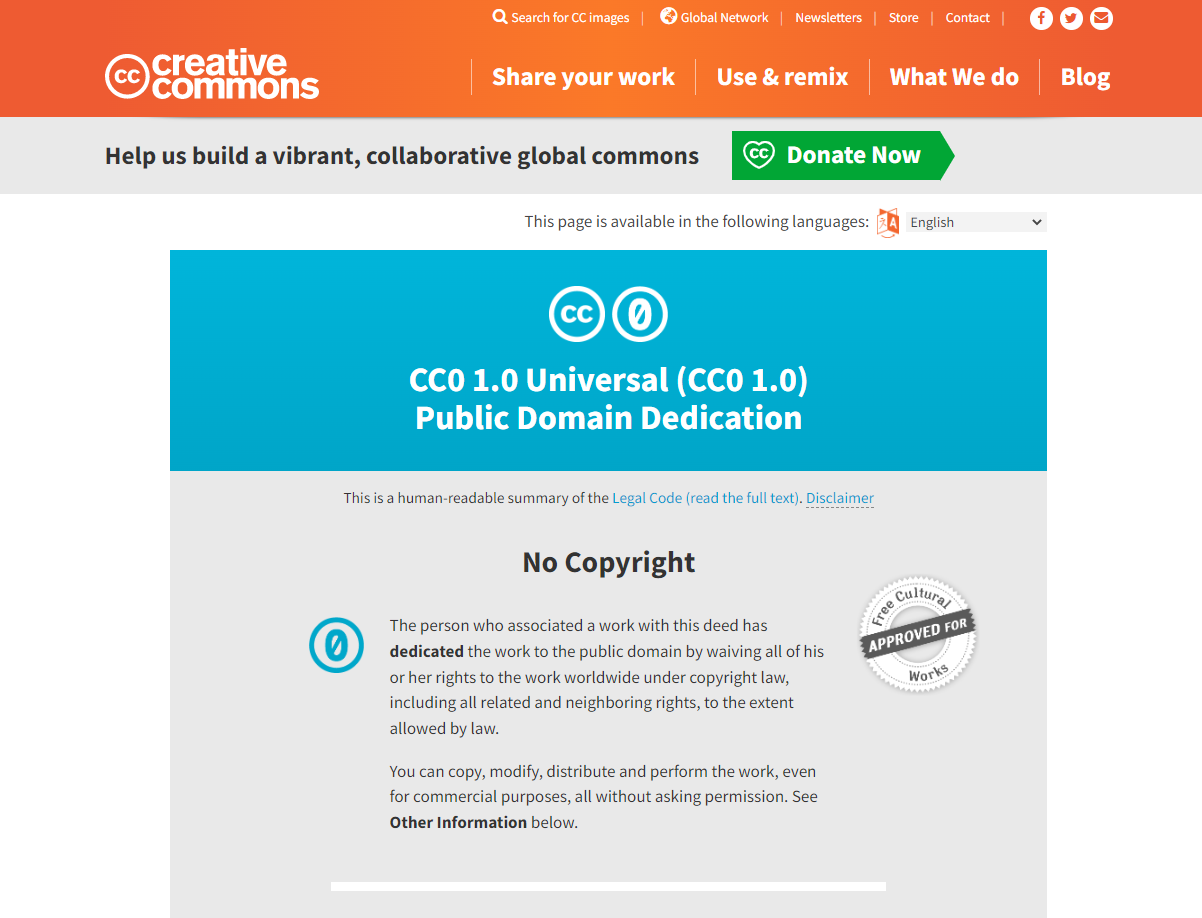 Search for CC images | Global Network | Newsletters | Store | Contact |
cc creative
commons
Share your work Use & remix What We do Blog
Help us build a vibrant, collaborative global commons
cc Donate Now
This page is available in the following languages: English
CC 0
CC0 1.0 Universal (CC0 1.0)
Public Domain Dedication
This is a human-readable summary of the Legal Code (read the full text). Disclaimer
No Copyright
Free Cultural
APPROVED FOR
Works
0
The person who associated a work with this deed has
dedicated the work to the public domain by waiving all of his
or her rights to the work worldwide under copyright law,
including all related and neighboring rights, to the extent
allowed by law.
You can copy, modify, distribute and perform the work, even
for commercial purposes, all without asking permission. See
Other Information below.